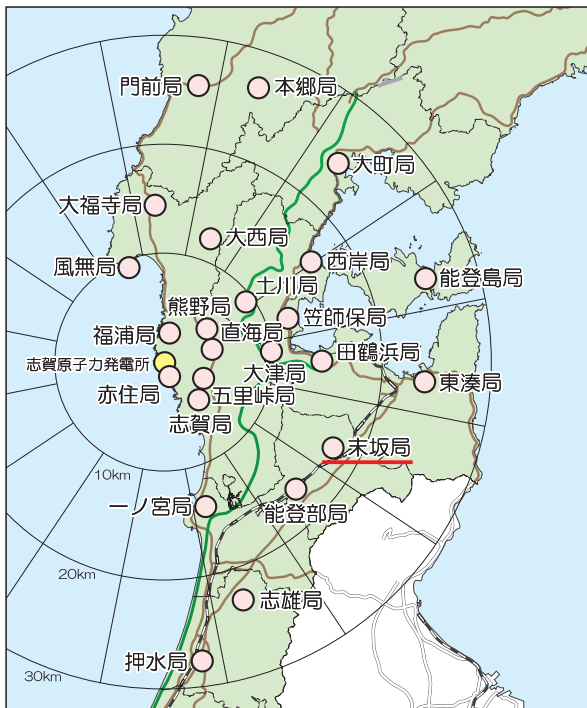 門前局
本郷局
大町局
大福寺局
大西局
風無局
西岸局
能登島局
土川局
熊野局
笠師保局
福浦局
直海局
志賀原子力発電所
田鶴浜局
大津局
赤住局
東湊局
五里峠局
志賀局
末坂局
10km
一ノ宮局
能登部局
20km
志雄局
押水局
30km